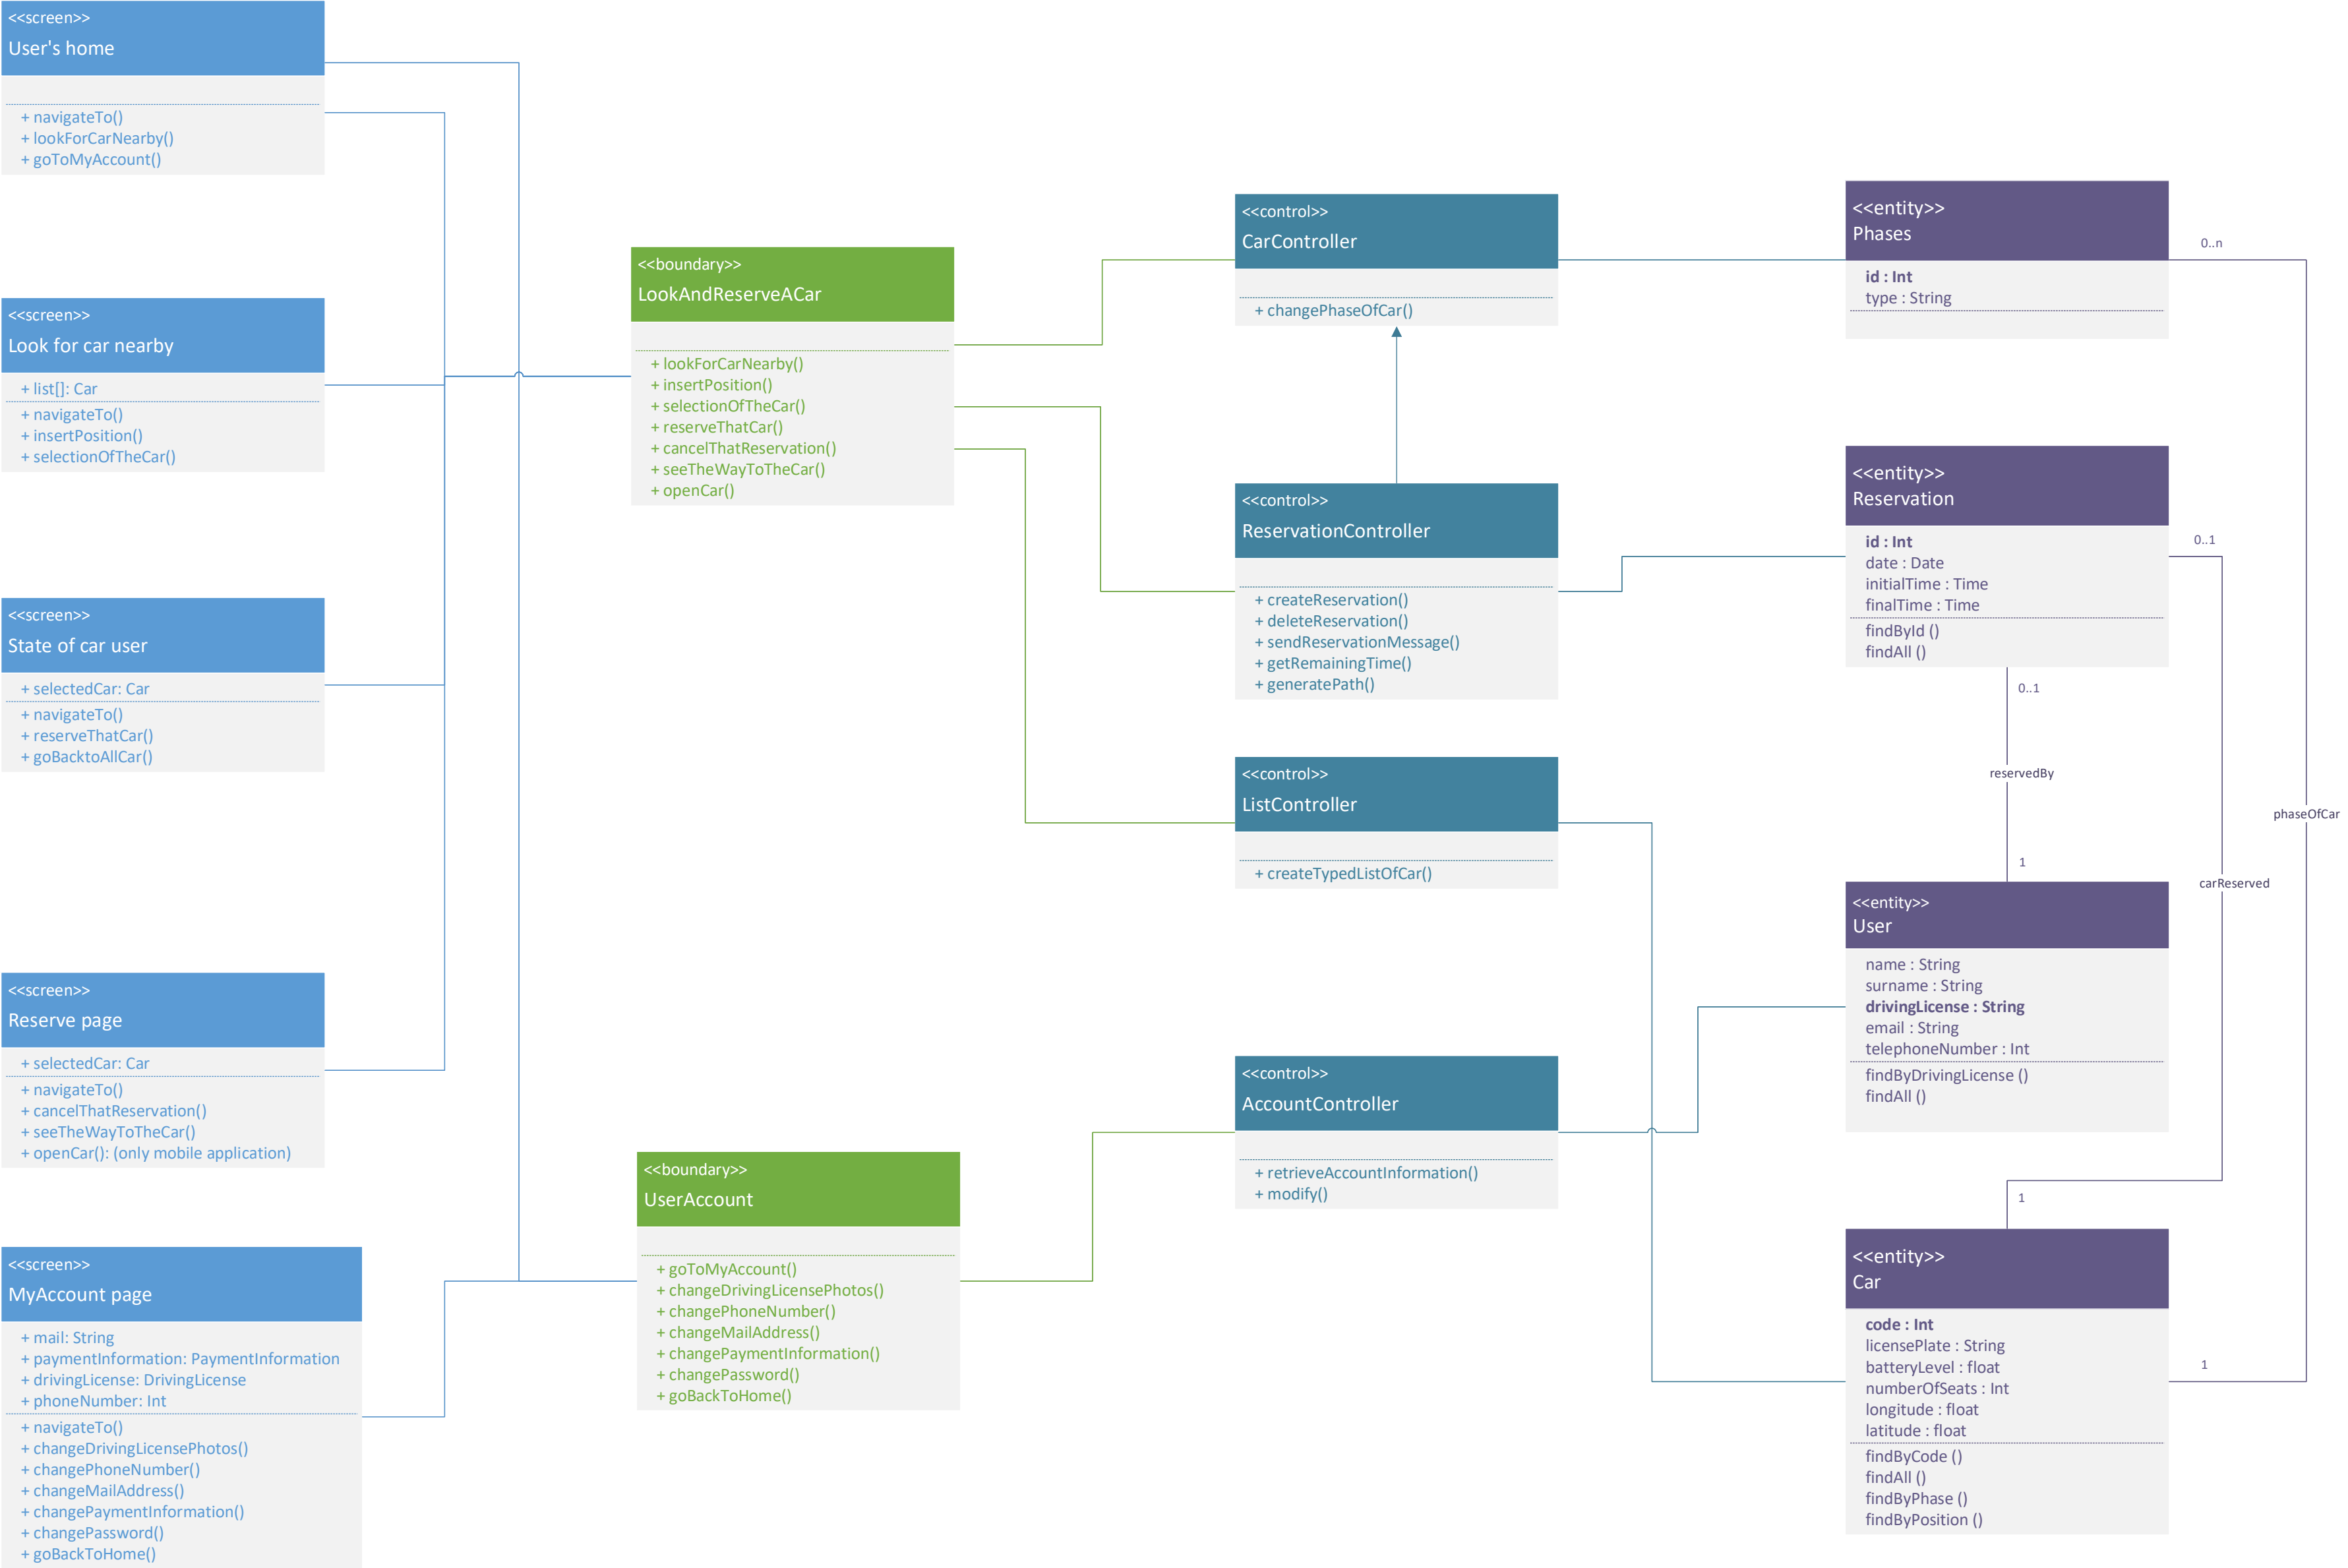 <<screen>>
User's home
+ navigateTo()
+ lookForCarNearby()
+ goToMyAccount()
<<screen>>
Look for car nearby
+ list[]: Car
+ navigateTo()
+ insertPosition()
+ selectionOfTheCar()
<<screen>>
State of car user
+ selectedCar: Car
+ navigateTo()
+ reserveThatCar()
+ goBacktoAllCar()
<<screen>>
Reserve page
+ selectedCar: Car
+ navigateTo()
+ cancelThatReservation()
+ seeTheWayToTheCar()
+ openCar(): (only mobile application)
<<screen>>
MyAccount page
+ mail: String
+ paymentInformation: PaymentInformation
+ drivingLicense: DrivingLicense
+ phoneNumber: Int
+ navigateTo()
+ changeDrivingLicensePhotos()
+ changePhoneNumber()
+ changeMailAddress()
+ changePaymentInformation()
+ changePassword()
+ goBackToHome()
<<boundary>>
LookAndReserveACar
+ lookForCarNearby()
+ insertPosition()
+ selectionOfTheCar()
+ reserveThatCar()
+ cancelThatReservation()
+ seeTheWayToTheCar()
+ openCar()
<<boundary>>
UserAccount
+ goToMyAccount()
+ changeDrivingLicensePhotos()
+ changePhoneNumber()
+ changeMailAddress()
+ changePaymentInformation()
+ changePassword()
+ goBackToHome()
<<control>>
CarController
+ changePhaseOfCar()
<<control>>
ReservationController
+ createReservation()
+ deleteReservation()
+ sendReservationMessage()
+ getRemainingTime()
+ generatePath()
<<control>>
ListController
+ createTypedListOfCar()
<<control>>
AccountController
+ retrieveAccountInformation()
+ modify()
<<entity>>
Phases
id : Int
type : String
0..n
<<entity>>
Reservation
id : Int
date : Date
initialTime : Time
finalTime : Time
findById ()
findAll ()
0..1
0..1
reservedBy
1
phaseOfCar
carReserved
<<entity>>
User
name : String
surname : String
drivingLicense : String
email : String
telephoneNumber : Int
findByDrivingLicense ()
findAll ()
1
<<entity>>
Car
code : Int
licensePlate : String
batteryLevel : float
numberOfSeats : Int
longitude : float
latitude : float
findByCode ()
findAll ()
findByPhase ()
findByPosition ()
1